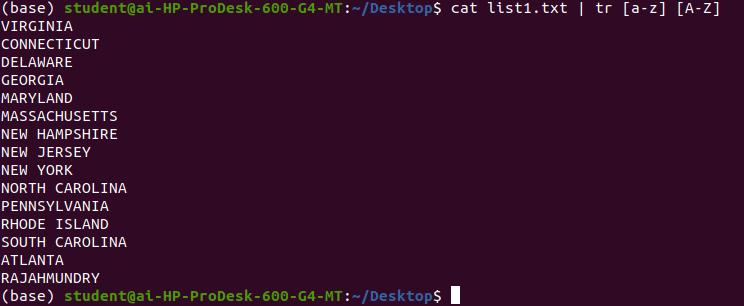 (base) student@ai-HP-ProDesk-600-G4-MT:~/Desktop$ cat list1.txt | tr [a-z] [A-Z]
VIRGINIA
CONNECTICUT
DELAWARE
GEORGIA
MARYLAND
MASSACHUSETTS
NEW HAMPSHIRE
NEW JERSEY
NEW YORK
NORTH CAROLINA
PENNSYLVANIA
RHODE ISLAND
SOUTH CAROLINA
ATLANTA
RAJAHMUNDRY
(base) student@ai-HP-ProDesk-600-G4-MT:~/Desktop$